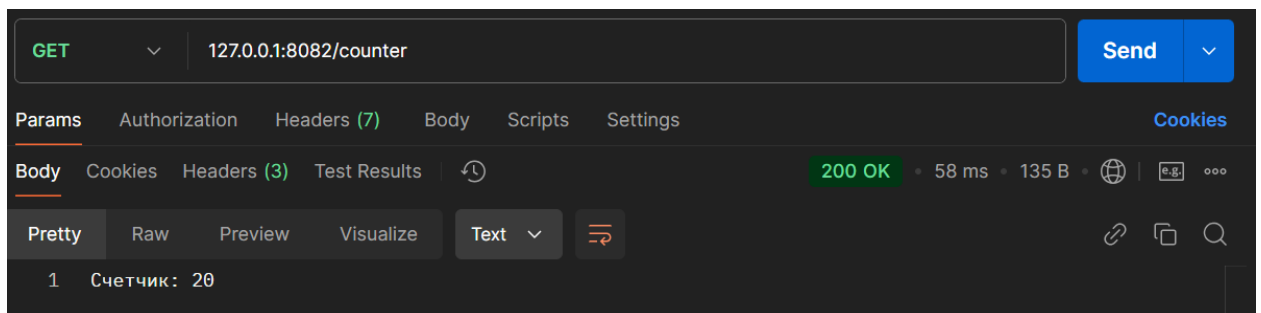 GET 127.0.0.1:8082/counter Send
Params Authorization Headers (7) Body Scripts Settings Cookies
Body Cookies Headers (3) Test Results 200 OK • 58 ms • 135 B • e.g.
Pretty Raw Preview Visualize Text
1 Счетчик: 20